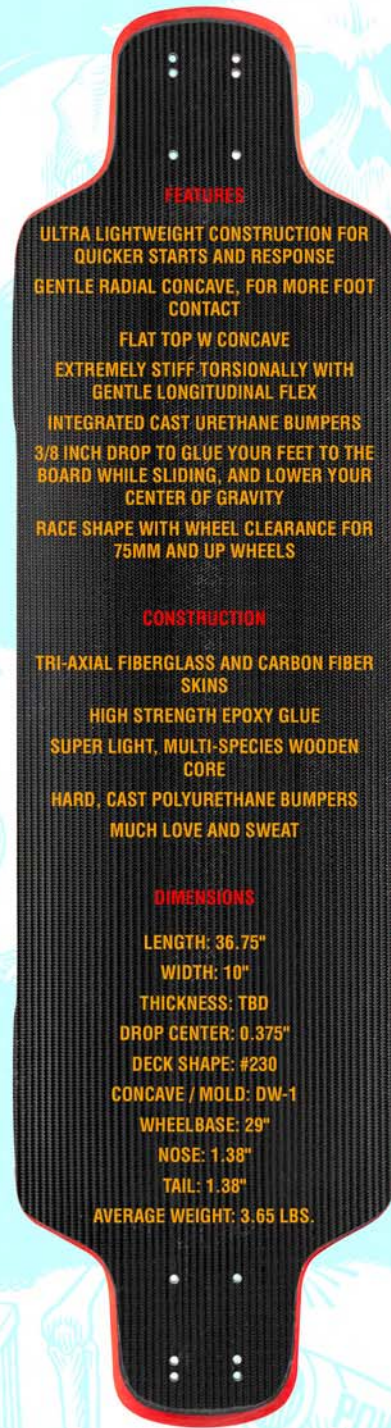 FEATURES
ULTRA LIGHTWEIGHT CONSTRUCTION FOR
QUICKER STARTS AND RESPONSE
GENTLE RADIAL CONCAVE, FOR MORE FOOT
CONTACT
FLAT TOP W CONCAVE
EXTREMELY STIFF TORSIONALLY WITH
GENTLE LONGITUDINAL FLEX
INTEGRATED CAST URETHANE BUMPERS
3/8 INCH DROP TO GLUE YOUR FEET TO THE
BOARD WHILE SLIDING, AND LOWER YOUR
CENTER OF GRAVITY
RACE SHAPE WITH WHEEL CLEARANCE FOR
75MM AND UP WHEELS
CONSTRUCTION
TRI-AXIAL FIBERGLASS AND CARBON FIBER
SKINS
HIGH STRENGTH EPOXY GLUE
SUPER LIGHT, MULTI-SPECIES WOODEN
CORE
HARD, CAST POLYURETHANE BUMPERS
MUCH LOVE AND SWEAT
DIMENSIONS
LENGTH: 36.75"
WIDTH: 10"
THICKNESS: TBD
DROP CENTER: 0.375"
DECK SHAPE: #230
CONCAVE / MOLD: DW-1
WHEELBASE: 29"
NOSE: 1.38"
TAIL: 1.38"
AVERAGE WEIGHT: 3.65 LBS.